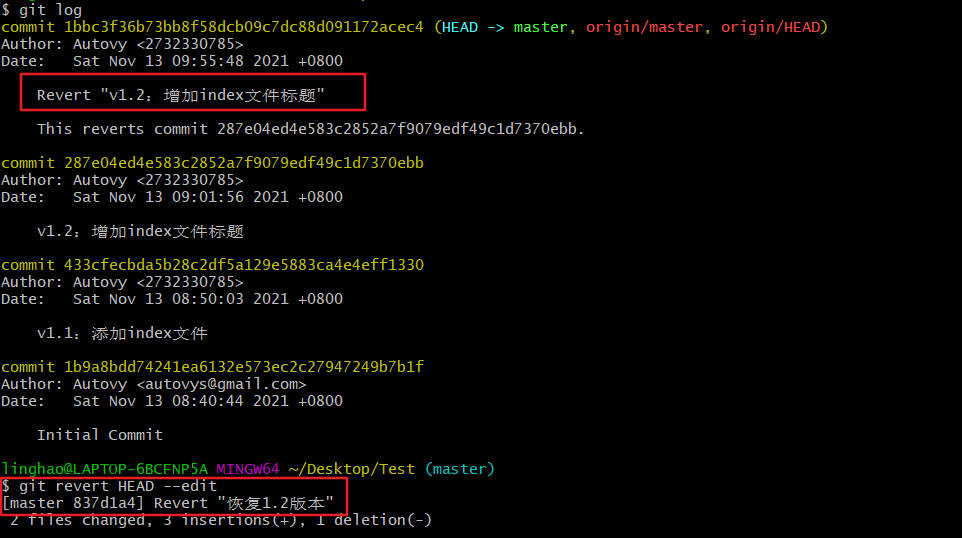 $ git log
commit 1bbc3f36b73bb8f58dcb09c7dc88d091172acec4 (HEAD -> master, origin/master, origin/HEAD)
Author: Autovy <2732330785>
Date:   Sat Nov 13 09:55:48 2021 +0800
Revert "v1.2：增加index文件标题"
This reverts commit 287e04ed4e583c2852a7f9079edf49c1d7370ebb.
commit 287e04ed4e583c2852a7f9079edf49c1d7370ebb
Author: Autovy <2732330785>
Date:   Sat Nov 13 09:01:56 2021 +0800
v1.2：增加index文件标题
commit 433cfecbda5b28c2df5a129e5883ca4e4eff1330
Author: Autovy <2732330785>
Date:   Sat Nov 13 08:50:03 2021 +0800
v1.1：添加index文件
commit 1b9a8bdd74241ea6132e573ec2c27947249b7b1f
Author: Autovy <autovys@gmail.com>
Date:   Sat Nov 13 08:40:44 2021 +0800
Initial Commit
linghao@LAPTOP-6BCFNP5A MINGW64 ~/Desktop/Test (master)
$ git revert HEAD --edit
[master 837d1a4] Revert "恢复1.2版本"
2 files changed, 3 insertions(+), 1 deletion(-)